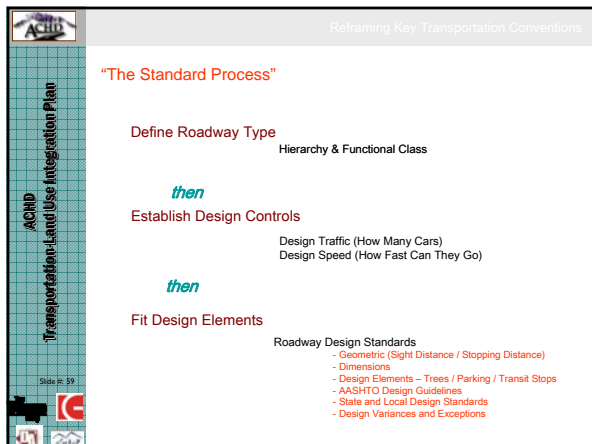 ACHD
Reframing Key Transportation Conventions
ACHD
Transportation-Land Use Integration Plan
Slide #: 59
“The Standard Process”
Define Roadway Type
Hierarchy & Functional Class
then
Establish Design Controls
Design Traffic (How Many Cars)
Design Speed (How Fast Can They Go)
then
Fit Design Elements
Roadway Design Standards
- Geometric (Sight Distance / Stopping Distance)
- Dimensions
- Design Elements – Trees / Parking / Transit Stops
- AASHTO Design Guidelines
- State and Local Design Standards
- Design Variances and Exceptions